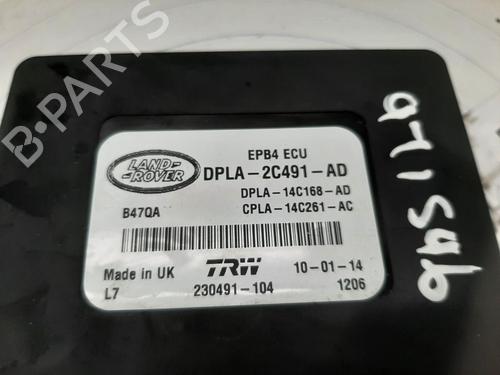 B-PARTS
EPB4 ECU
LAND-
-ROVER
DPLA-2C491-AD
DPLA-14C168-AD
B47QA CPLA-14C261-AC
Made in UK TRW 10-01-14
L7 230491-104 1206